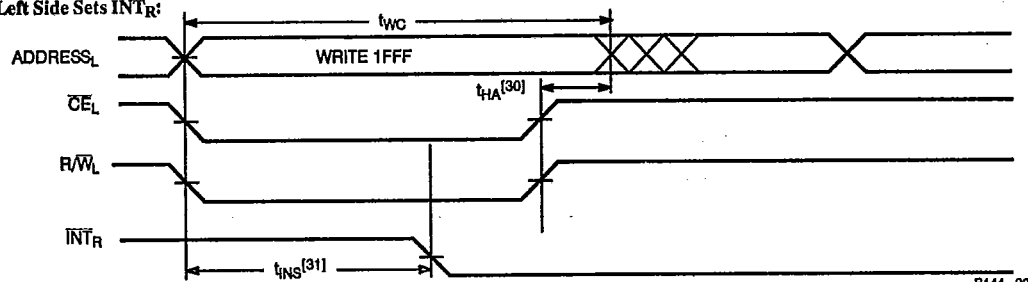 Left Side Sets INTR:
tWC
ADDRESSL
WRITE 1FFF
tHA[30]
CEL
R/WL
INTR
tINS[31]